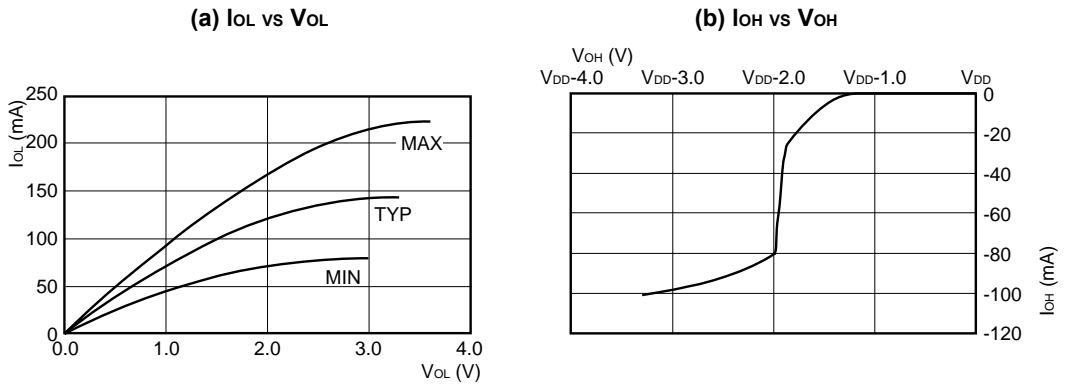 (a) IOL vs VOL
250
200
150
100
50
0
IOL (mA)
MAX
TYP
MIN
0.0 1.0 2.0 3.0 4.0
VOL (V)
(b) IOH vs VOH
VOH (V)
VDD-4.0 VDD-3.0 VDD-2.0 VDD-1.0 VDD
0
-20
-40
-60
-80
-100
-120
IOH (mA)